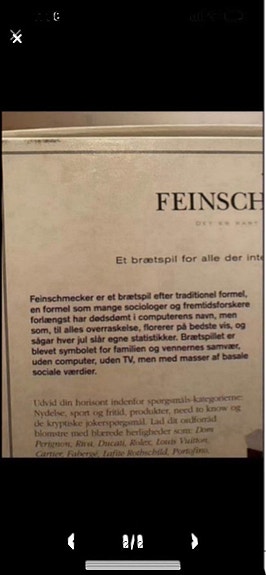 FEINSCH
DET ER
Et brætspil for alle der inte
Feinschmecker er et brætspil efter traditionel formel,
en formel som mange sociologer og fremtidsforskere
forlængst har dødsdømt i computerens navn, men
som, til alles overraskelse, florerer på bedste vis, og
sågar hver jul slår egne statistikker. Brætspillet er
blevet symbolet for familien og vennernes samvær,
uden computer, uden TV, men med masser af basale
sociale værdier.
Udvid din horisont indenfor spørgsmåls-kategorierne:
Nydelse, sport og fritid, produkter, need to know og
de kryptiske jokerspørgsmål. Lad dit ordforråd
blomstre med blærede herligheder som: Dom
Perignon, Ritst, Ducati, Rolex, Louis Vuitton,
Cartier, Fabergé, Lafite Rothschild, Portofino,
2/2